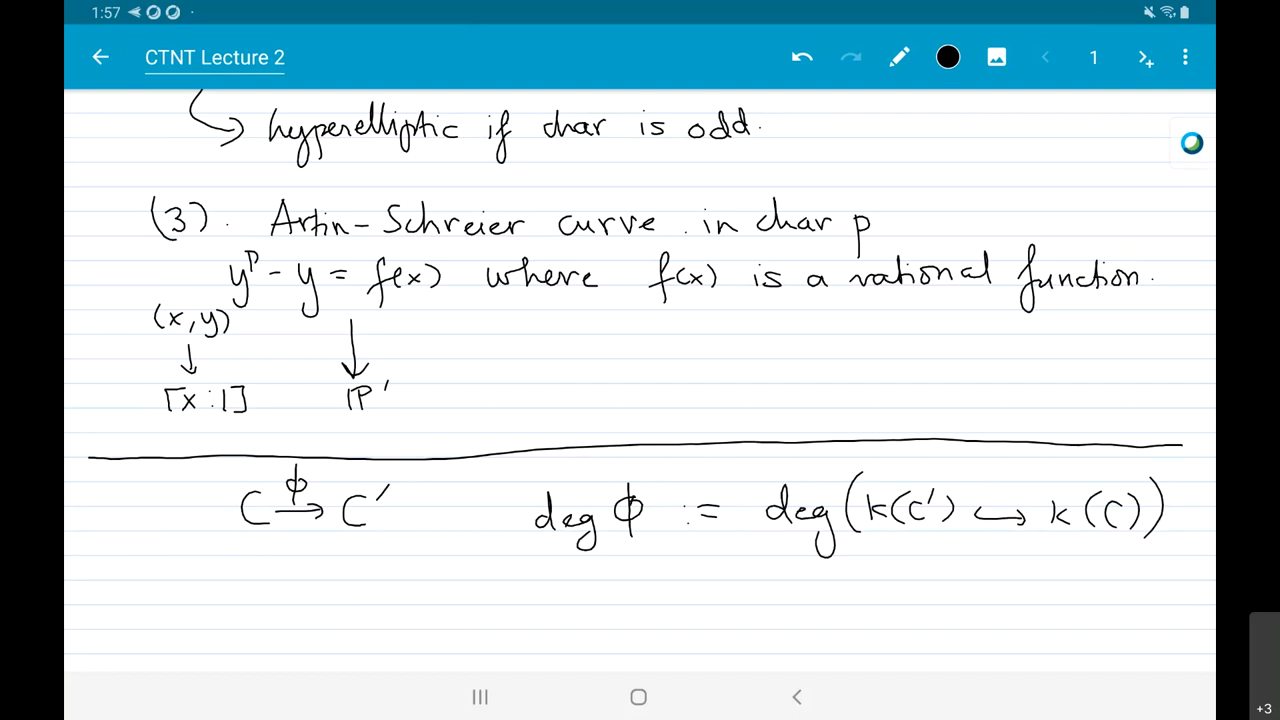 1:57
CTNT Lecture 2
1
hyperelliptic if char is odd.
(3). Artin-Schreier curve in char p
y^p - y = f(x) where f(x) is a rational function.
(x,y)
↓ ↓
[x:1] ℙ'
C →^ϕ C' deg ϕ := deg(k(C') ↪ k(C))
+3